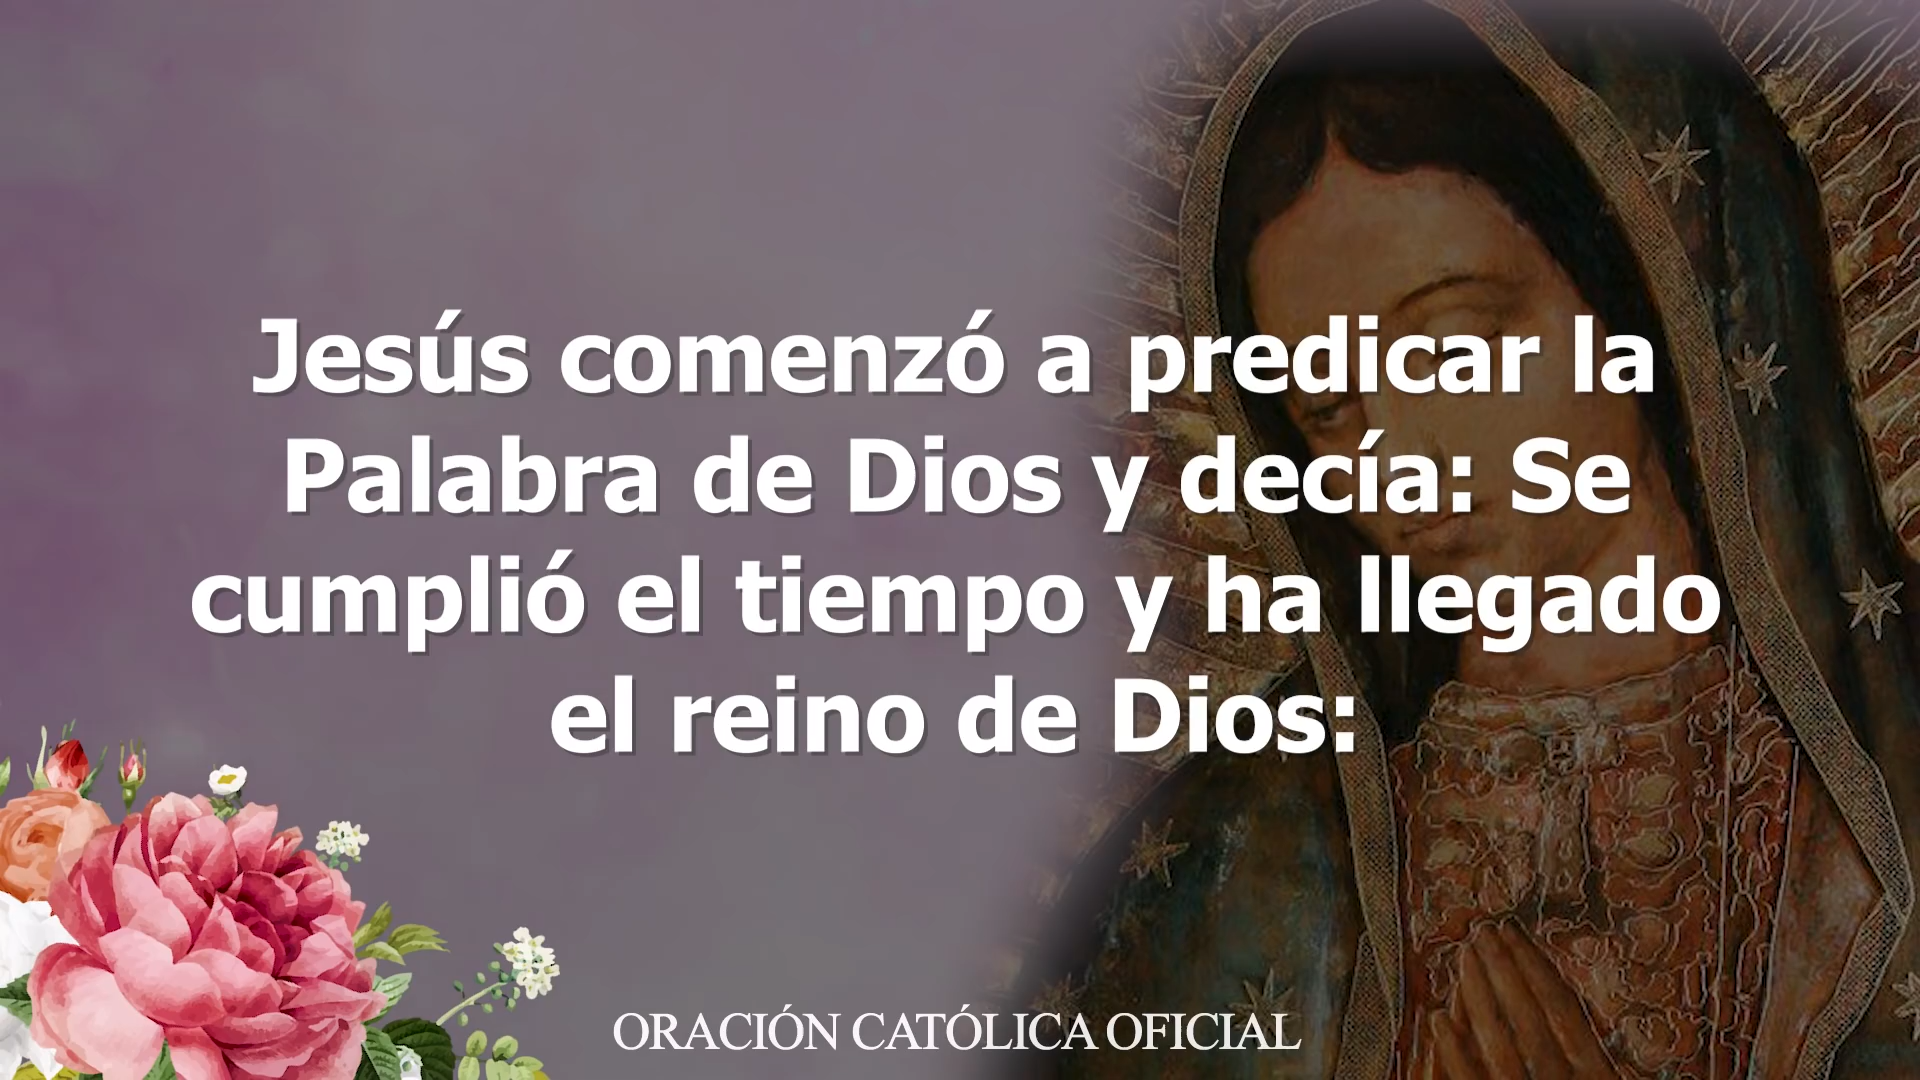 Jesús comenzó a predicar la
Palabra de Dios y decía: Se
cumplió el tiempo y ha llegado
el reino de Dios:
ORACIÓN CATÓLICA OFICIAL